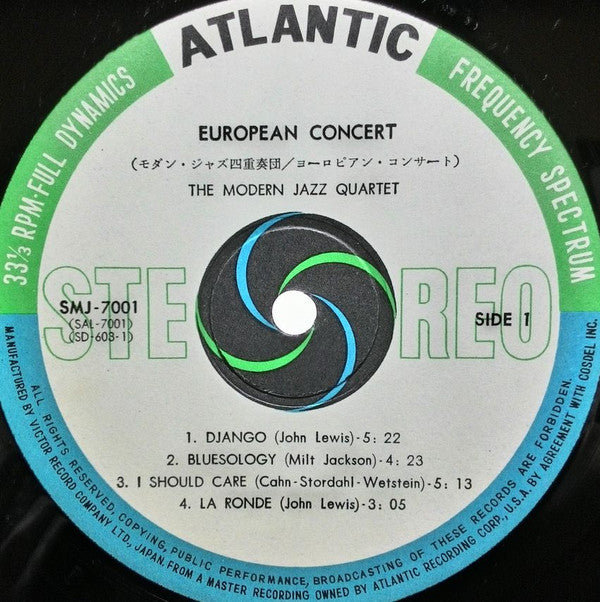 ATLANTIC
33⅓ RPM-FULL DYNAMICS
FREQUENCY SPECTRUM
EUROPEAN CONCERT
(モダン・ジャズ四重奏団/ヨーロピアン・コンサート)
THE MODERN JAZZ QUARTET
STEREO
SMJ-7001
(SAL-7001)
(SD-603-1)
SIDE 1
1. DJANGO (John Lewis)-5: 22
2. BLUESOLOGY (Milt Jackson)-4: 23
3. I SHOULD CARE (Cahn-Stordahl-Wetstein)-5: 13
4. LA RONDE (John Lewis)-3: 05
ALL RIGHTS RESERVED, COPYING, PUBLIC PERFORMANCE, BROADCASTING OF THESE RECORDS ARE FORBIDDEN.
MANUFACTURED BY VICTOR RECORD COMPANY LTD., JAPAN. FROM A MASTER RECORDING OWNED BY ATLANTIC RECORDING CORP., U.S.A. BY AGREEMENT WITH COSDEL INC.